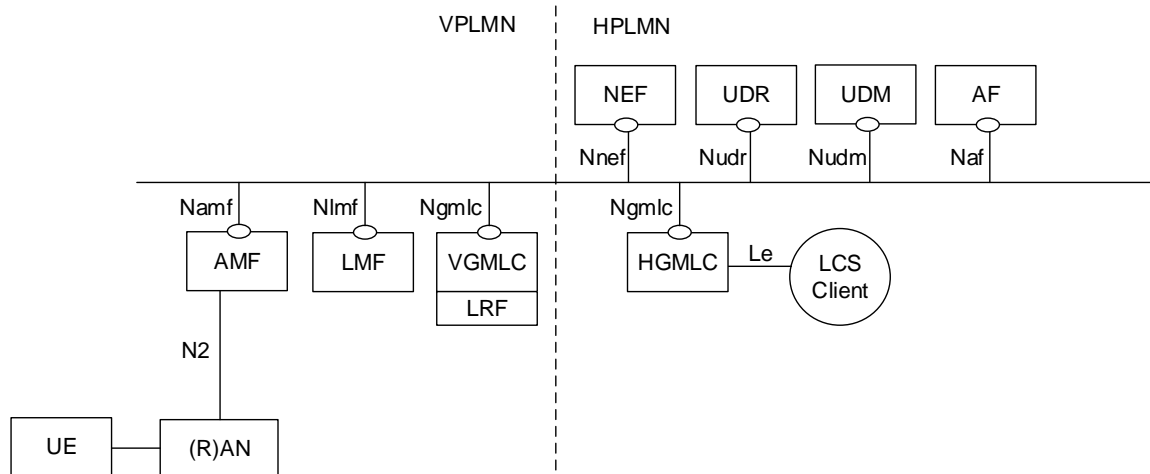 VPLMN HPLMN
NEF UDR UDM AF
Nnef Nudr Nudm Naf
Namf Nlmf Ngmlc Ngmlc
AMF LMF VGMLC HGMLC Le LCS
Client
LRF
N2
UE (R)AN